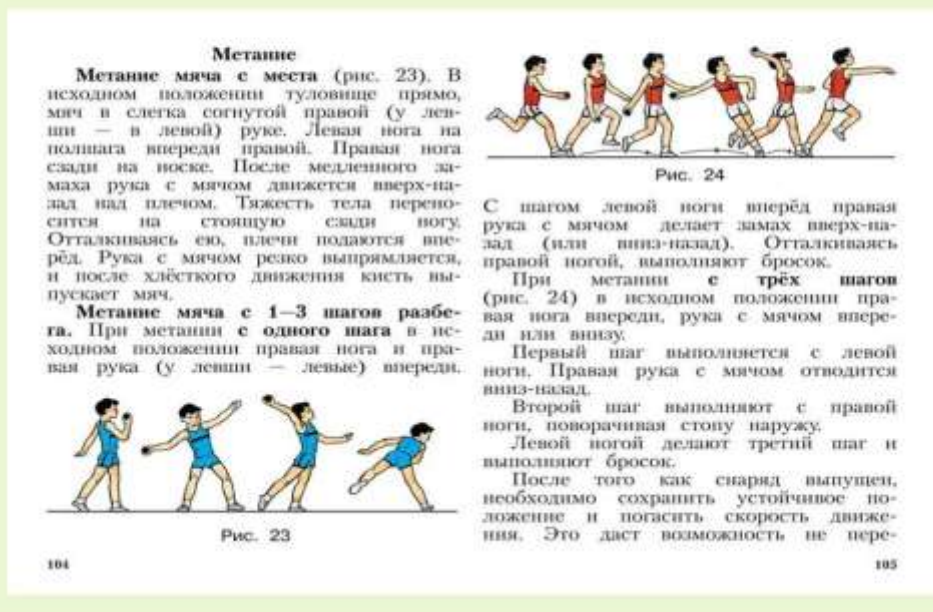 Метание
Метание мяча с места (рис. 23). В
исходном положении туловище прямо,
мяч в слегка согнутой правой (у лев-
ши — в левой) руке. Левая нога на
полшага впереди правой. Правая нога
сзади на носке. После медленного за-
маха рука с мячом движется вверх-на-
зад над плечом. Тяжесть тела перено-
сится на стоящую сзади ногу.
Отталкиваясь ею, плечи подаются впе-
рёд. Рука с мячом резко выпрямляется,
и после хлёсткого движения кисть вы-
пускает мяч.
Метание мяча с 1—3 шагов разбе-
га. При метании с одного шага в ис-
ходном положении правая нога и пра-
вая рука (у левши — левые) впереди.
Рис. 23
104
Рис. 24
С шагом левой ноги вперёд правая
рука с мячом делает замах вверх-на-
зад (или вниз-назад). Отталкиваясь
правой ногой, выполняют бросок.
При метании с трёх шагов
(рис. 24) в исходном положении пра-
вая нога впереди, рука с мячом впере-
ди или внизу.
Первый шаг выполняется с левой
ноги. Правая рука с мячом отводится
вниз-назад.
Второй шаг выполняют с правой
ноги, поворачивая стопу наружу.
Левой ногой делают третий шаг и
выполняют бросок.
После того как снаряд выпущен,
необходимо сохранить устойчивое по-
ложение и погасить скорость движе-
ния. Это даст возможность не пере-
105